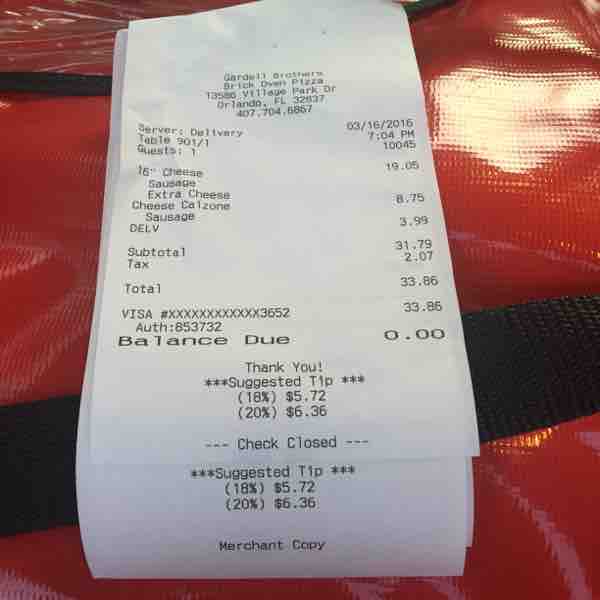 Gardell Brothers
Brick Oven Pizza
13586 Village Park Dr
Orlando, FL 32837
407.704.6867
Server: Delivery 03/16/2016
Table 901/1 7:04 PM
Guests: 1 10045
16" Cheese 19.05
Sausage
Extra Cheese
Cheese Calzone 8.75
Sausage
DELV 3.99
Subtotal 31.79
Tax 2.07
Total 33.86
VISA #XXXXXXXXXXXX3652 33.86
Auth:853732
Balance Due 0.00
Thank You!
***Suggested Tip ***
(18%) $5.72
(20%) $6.36
--- Check Closed ---
***Suggested Tip ***
(18%) $5.72
(20%) $6.36
Merchant Copy